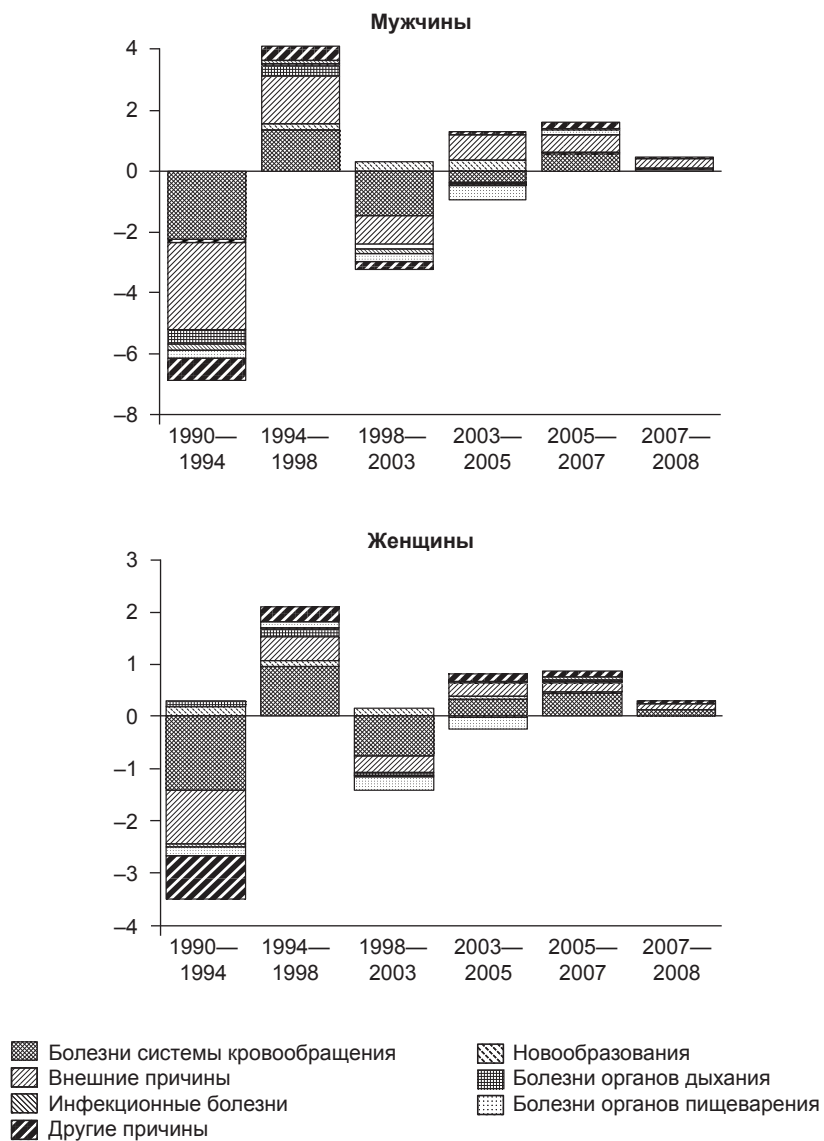 Мужчины
4
2
0
–2
–4
–6
–8
1990— 1994— 1998— 2003— 2005— 2007—
1994 1998 2003 2005 2007 2008
Женщины
3
2
1
0
–1
–2
–3
–4
1990— 1994— 1998— 2003— 2005— 2007—
1994 1998 2003 2005 2007 2008
Болезни системы кровообращения
Внешние причины
Инфекционные болезни
Другие причины
Новообразования
Болезни органов дыхания
Болезни органов пищеварения